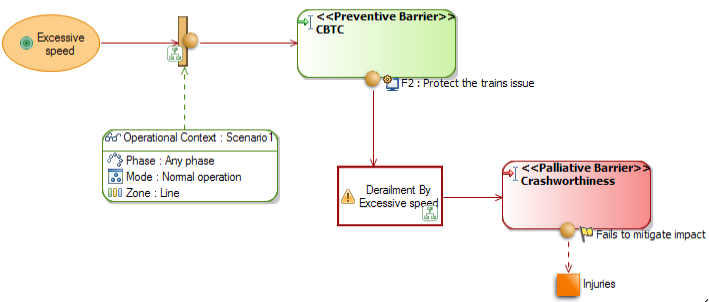 Excessive
speed
<<Preventive Barrier>>
CBTC
F2 : Protect the trains issue
Operational Context : Scenario1
Phase : Any phase
Mode : Normal operation
Zone : Line
Derailment By
Excessive speed
<<Palliative Barrier>>
Crashworthiness
Fails to mitigate impact
Injuries